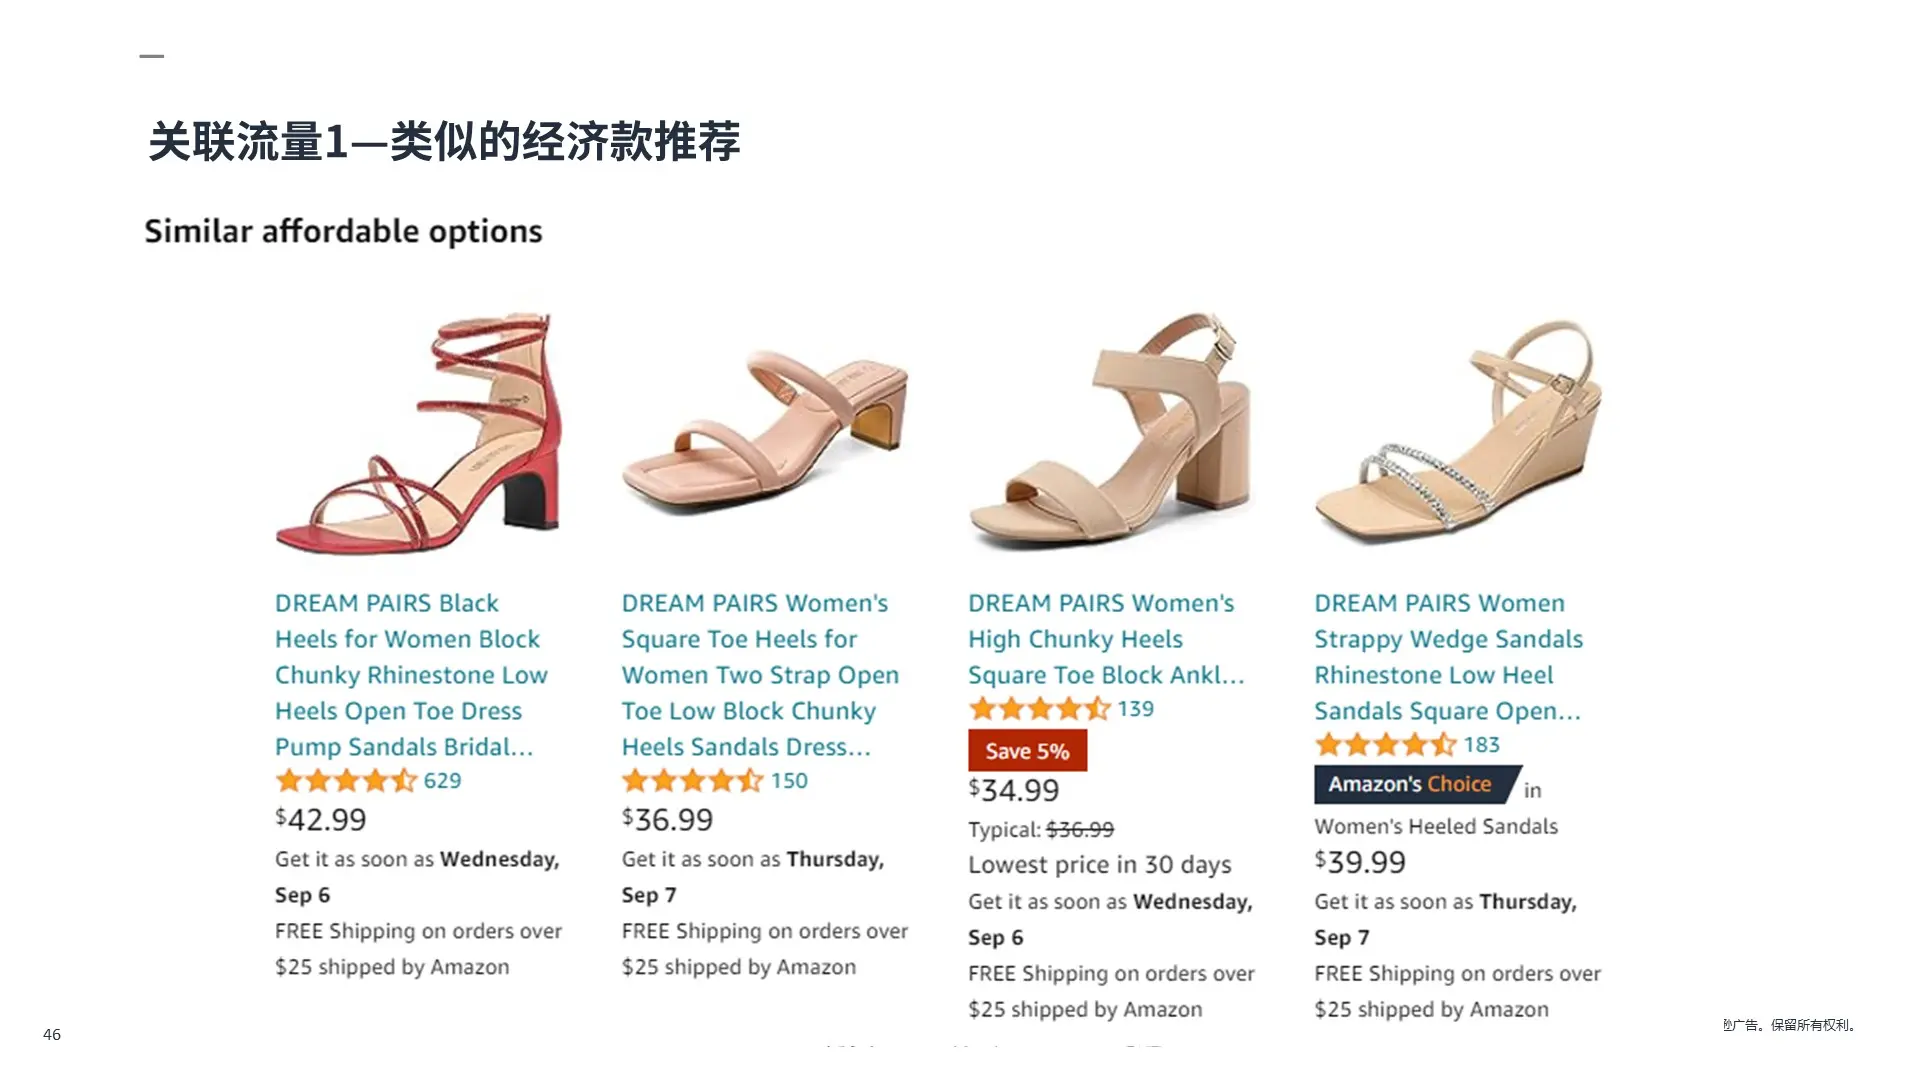 关联流量1—类似的经济款推荐
Similar affordable options
DREAM PAIRS Black
Heels for Women Block
Chunky Rhinestone Low
Heels Open Toe Dress
Pump Sandals Bridal...
629
$42.99
Get it as soon as Wednesday,
Sep 6
FREE Shipping on orders over
$25 shipped by Amazon
DREAM PAIRS Women's
Square Toe Heels for
Women Two Strap Open
Toe Low Block Chunky
Heels Sandals Dress...
150
$36.99
Get it as soon as Thursday,
Sep 7
FREE Shipping on orders over
$25 shipped by Amazon
DREAM PAIRS Women's
High Chunky Heels
Square Toe Block Ankl...
139
Save 5%
$34.99
Typical: $36.99
Lowest price in 30 days
Get it as soon as Wednesday,
Sep 6
FREE Shipping on orders over
$25 shipped by Amazon
DREAM PAIRS Women
Strappy Wedge Sandals
Rhinestone Low Heel
Sandals Square Open...
183
Amazon's Choice in
Women's Heeled Sandals
$39.99
Get it as soon as Thursday,
Sep 7
FREE Shipping on orders over
$25 shipped by Amazon
46
广告。保留所有权利。